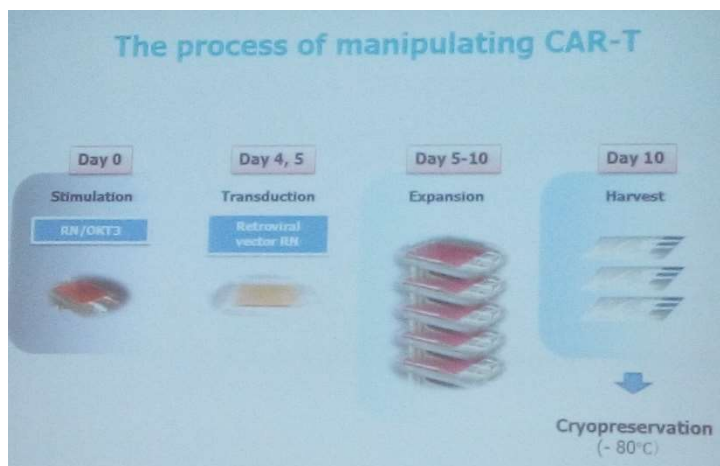 The process of manipulating CAR-T
Day 0
Stimulation
RN/OKT3
Day 4, 5
Transduction
Retroviral
vector RN
Day 5-10
Expansion
Day 10
Harvest
Cryopreservation
(- 80°C)